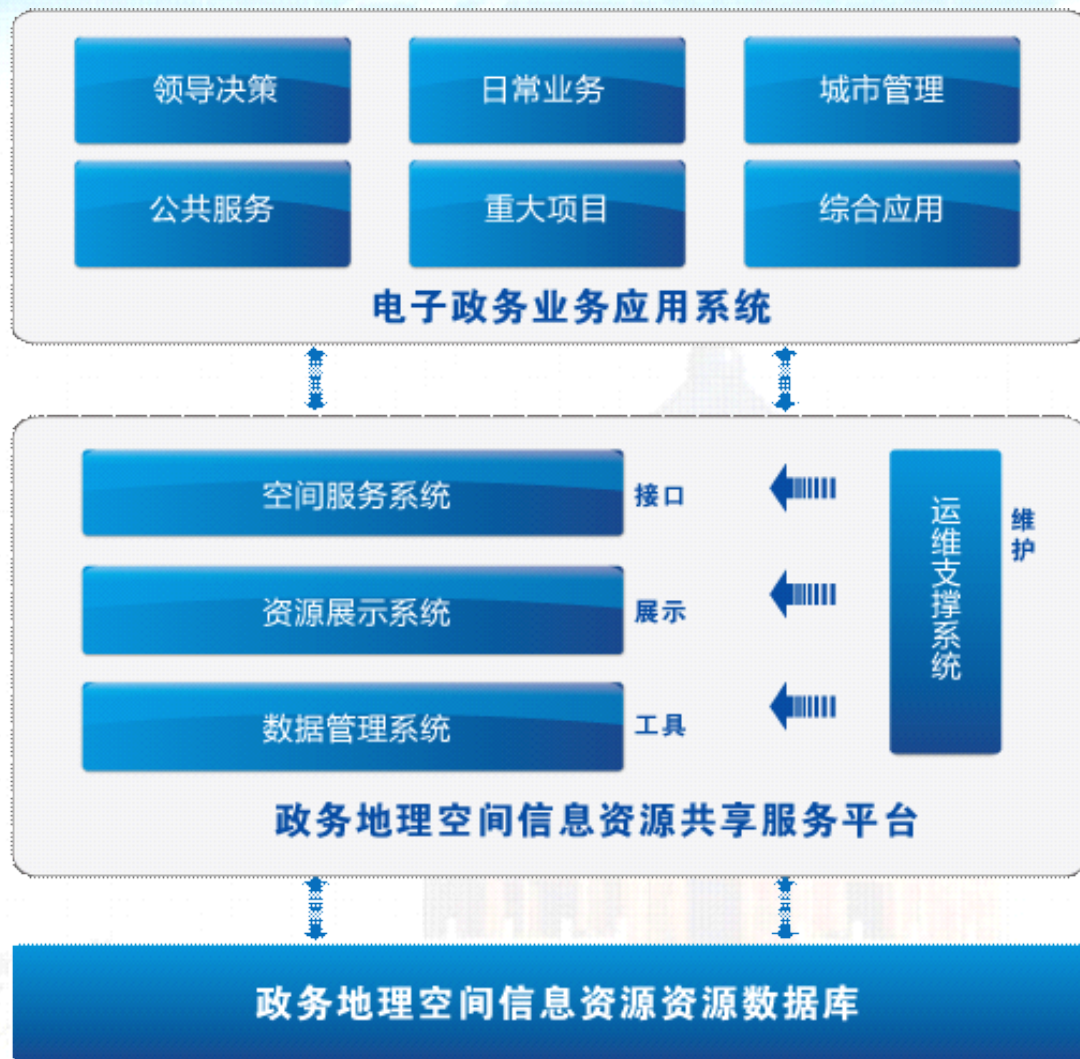 领导决策
日常业务
城市管理
公共服务
重大项目
综合应用
电子政务业务应用系统
空间服务系统
接口
资源展示系统
展示
数据管理系统
工具
运维支撑系统
维护
政务地理空间信息资源共享服务平台
政务地理空间信息资源资源数据库